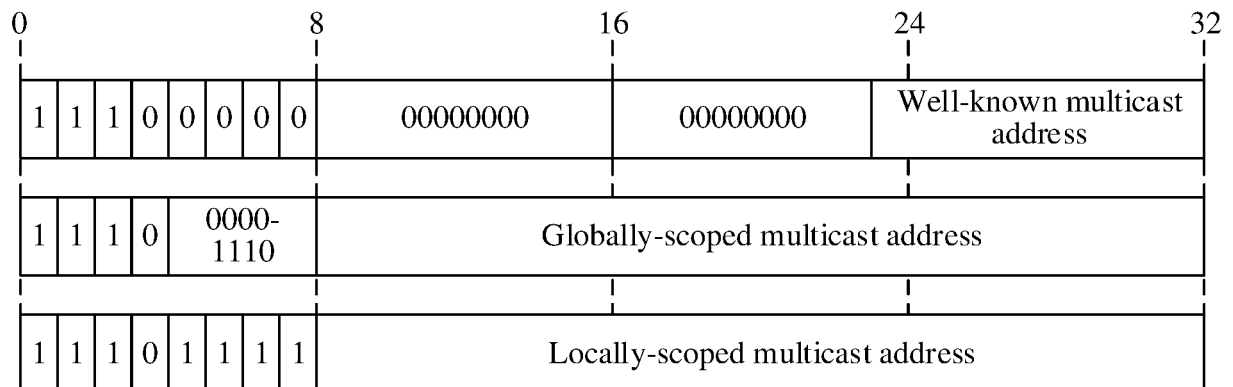 0 8 16 24 32
1 1 1 0 0 0 0 0 00000000 00000000 Well-known multicast
address
1 1 1 0 0000-
1110 Globally-scoped multicast address
1 1 1 0 1 1 1 1 Locally-scoped multicast address